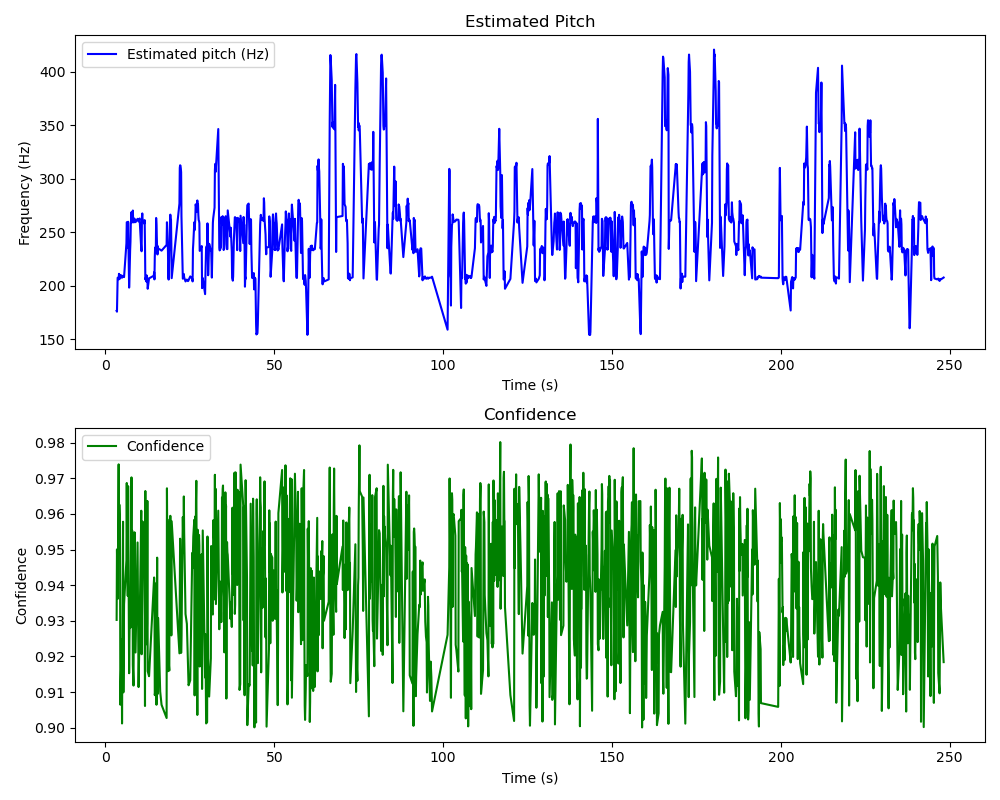 Estimated Pitch
Estimated pitch (Hz)
Frequency (Hz)
400
350
300
250
200
150
0 50 100 150 200 250
Time (s)
Confidence
Confidence
Confidence
0.98
0.97
0.96
0.95
0.94
0.93
0.92
0.91
0.90
0 50 100 150 200 250
Time (s)